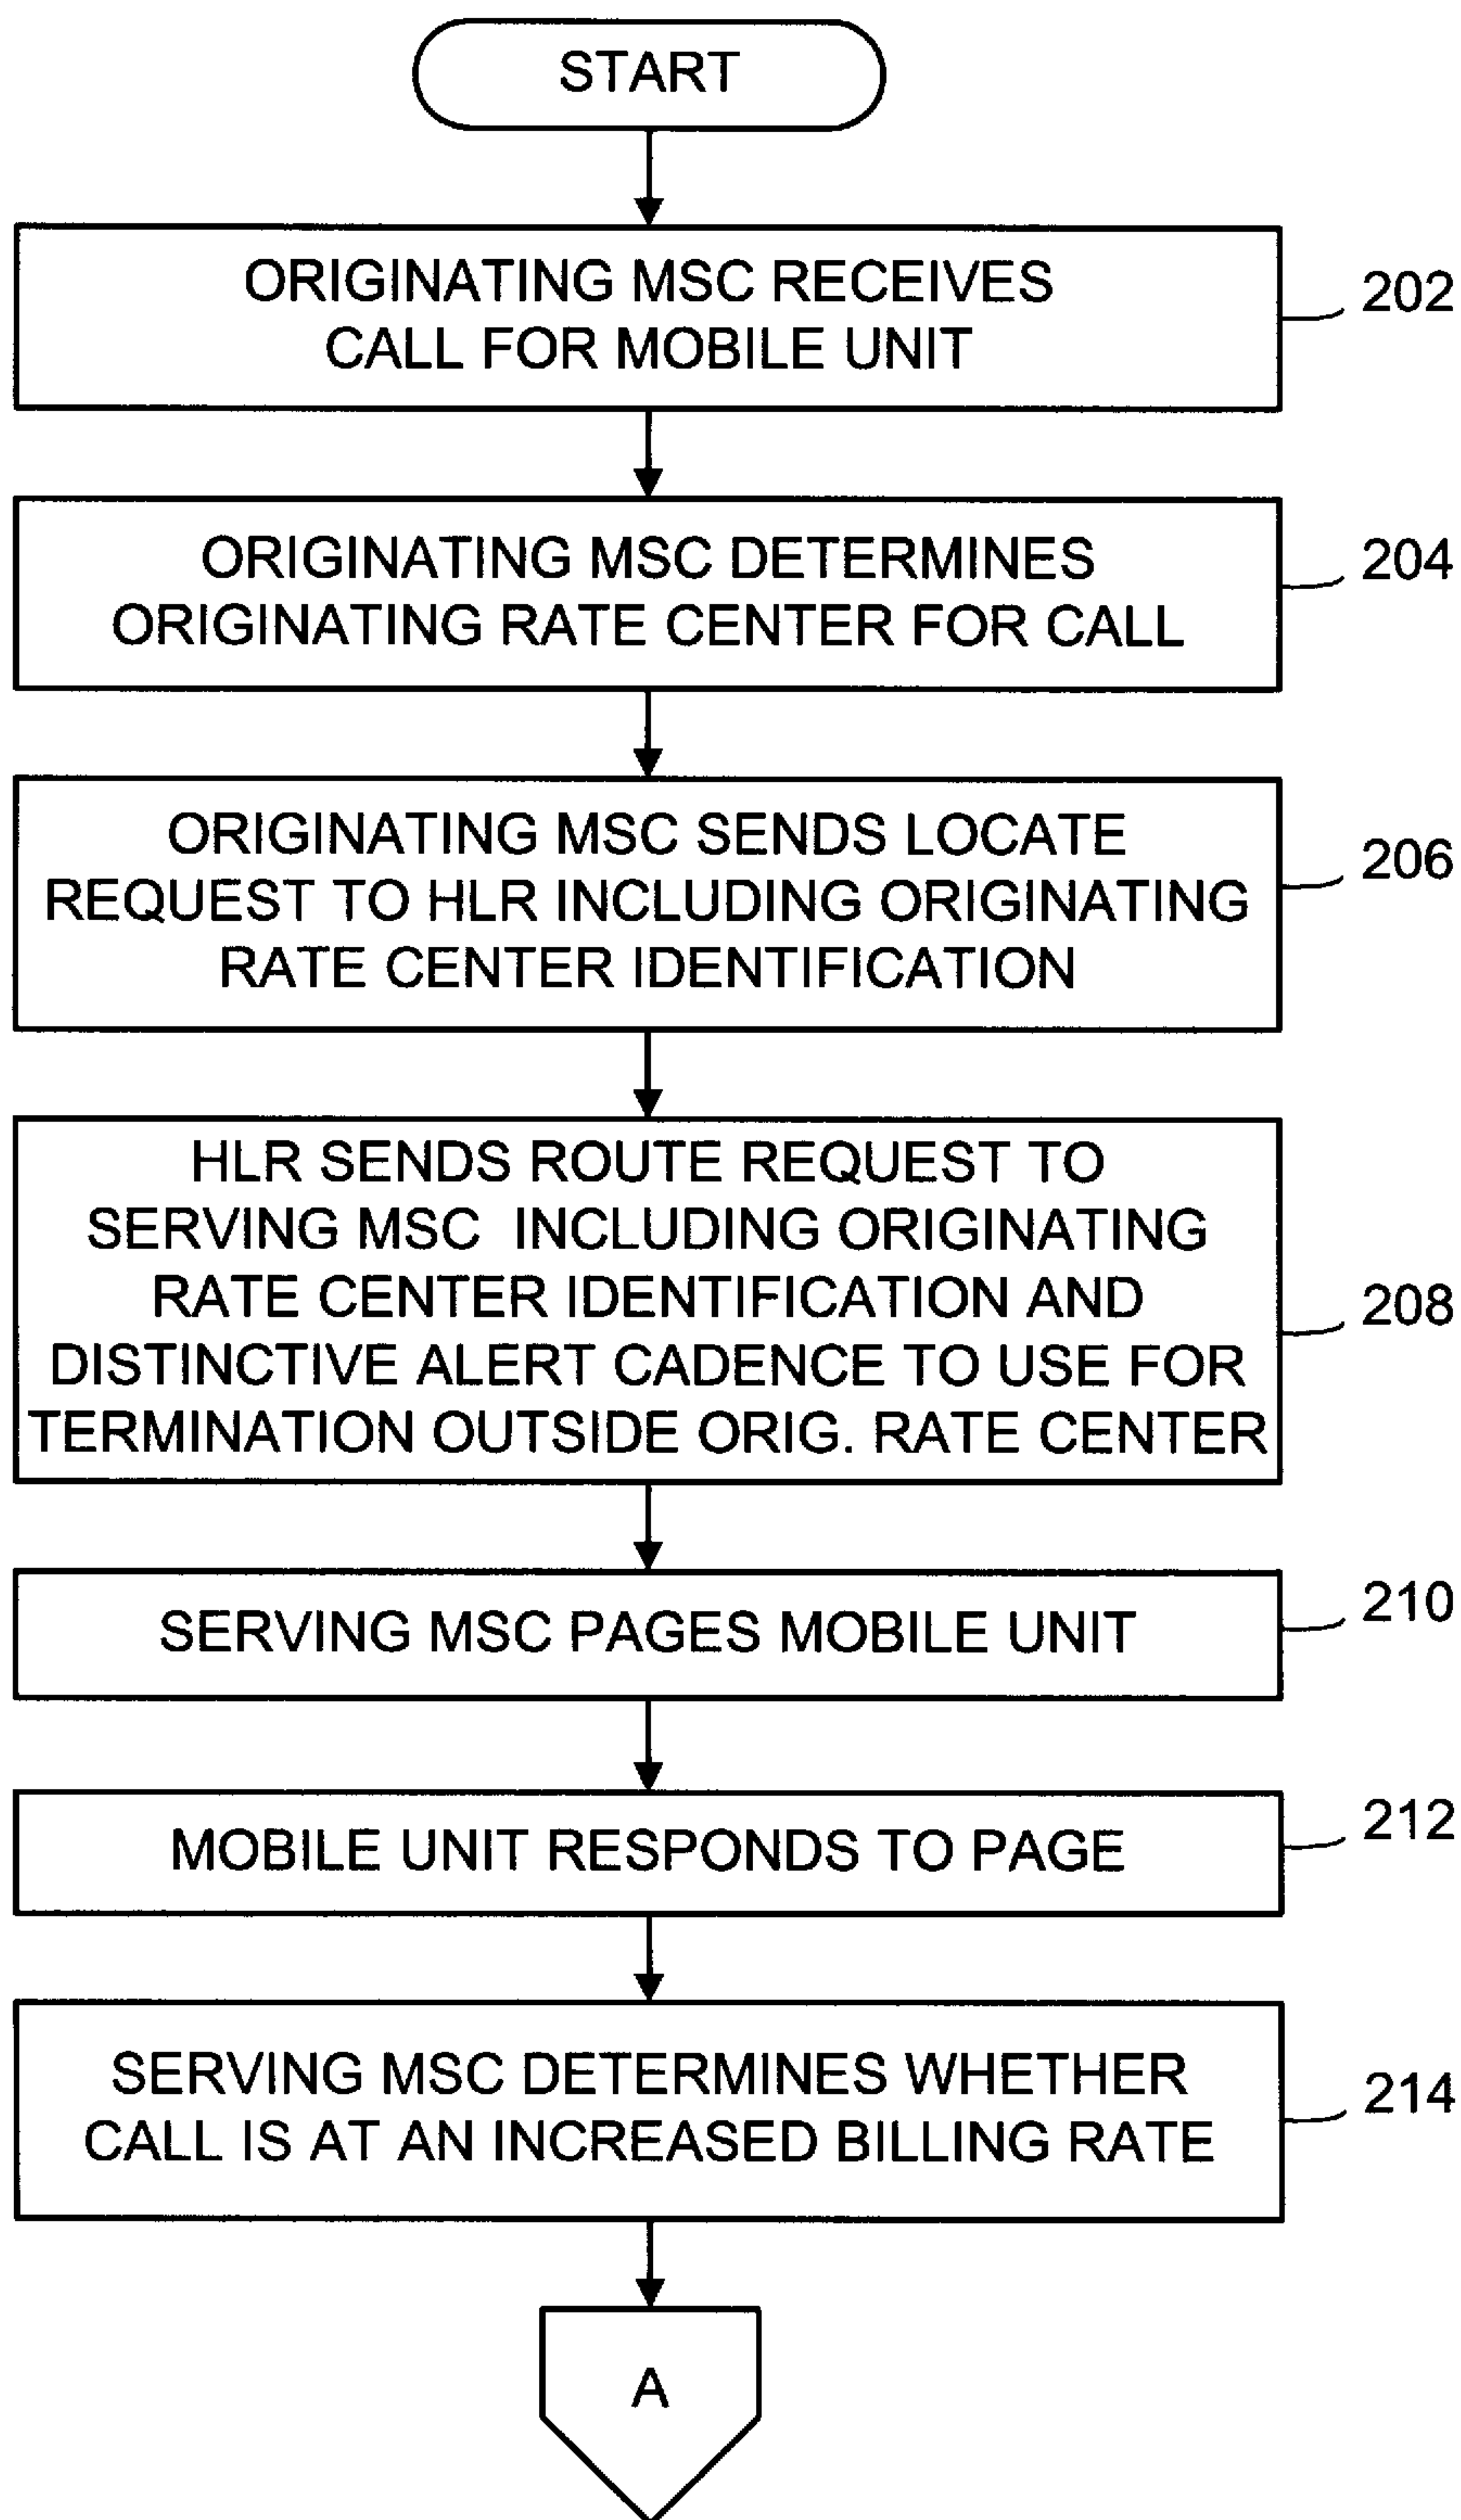 START
ORIGINATING MSC RECEIVES
CALL FOR MOBILE UNIT
202
ORIGINATING MSC DETERMINES
ORIGINATING RATE CENTER FOR CALL
204
ORIGINATING MSC SENDS LOCATE
REQUEST TO HLR INCLUDING ORIGINATING
RATE CENTER IDENTIFICATION
206
HLR SENDS ROUTE REQUEST TO
SERVING MSC INCLUDING ORIGINATING
RATE CENTER IDENTIFICATION AND
DISTINCTIVE ALERT CADENCE TO USE FOR
TERMINATION OUTSIDE ORIG. RATE CENTER
208
SERVING MSC PAGES MOBILE UNIT
210
MOBILE UNIT RESPONDS TO PAGE
212
SERVING MSC DETERMINES WHETHER
CALL IS AT AN INCREASED BILLING RATE
214
A